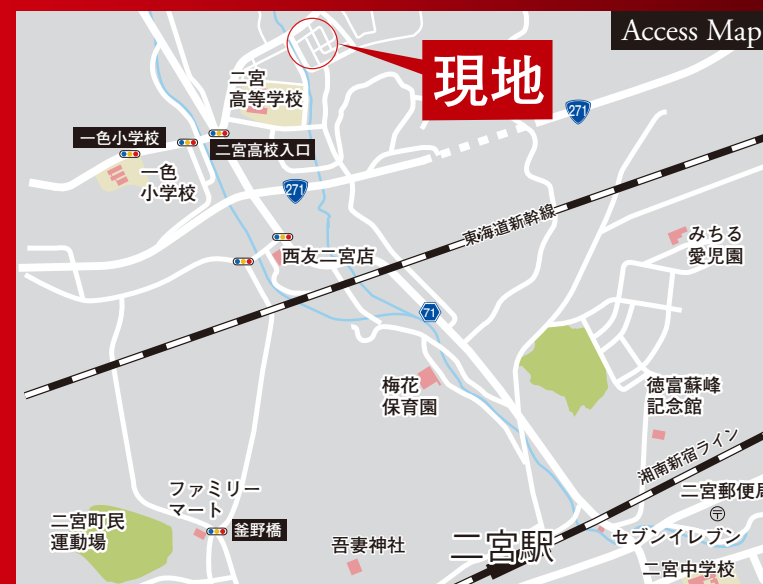 Access Map
現地
二宮
高等学校
271
一色小学校
二宮高校入口
一色
小学校
271
東海道新幹線
みちる
愛児園
西友二宮店
71
梅花
保育園
徳富蘇峰
記念館
湘南新宿ライン
ファミリー
マート
二宮郵便局
〒
二宮町民
運動場
釜野橋
吾妻神社
二宮駅
セブンイレブン
二宮中学校